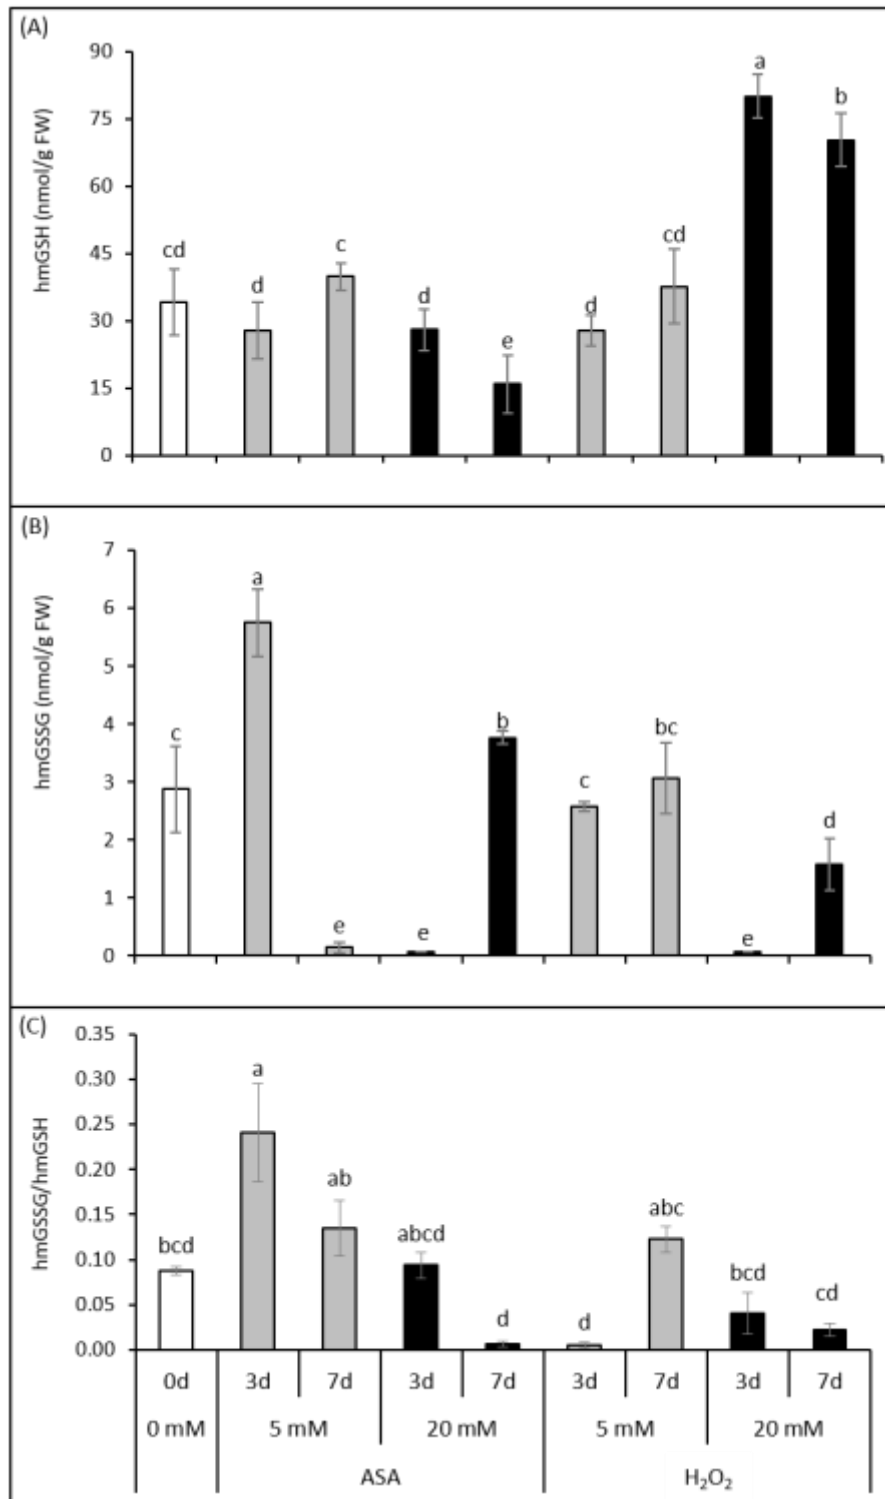 (A)
hmGSH (nmol/g FW)
90
75
60
45
30
15
0
cd
d
c
d
e
d
cd
a
b
(B)
hmGSSG (nmol/g FW)
7
6
5
4
3
2
1
0
c
a
e
e
b
c
bc
e
d
(C)
hmGSSG/hmGSH
0.35
0.30
0.25
0.20
0.15
0.10
0.05
0.00
bcd
a
ab
abcd
d
d
abc
bcd
cd
0d 3d 7d 3d 7d 3d 7d 3d 7d
0 mM 5 mM 20 mM 5 mM 20 mM
ASA H₂O₂